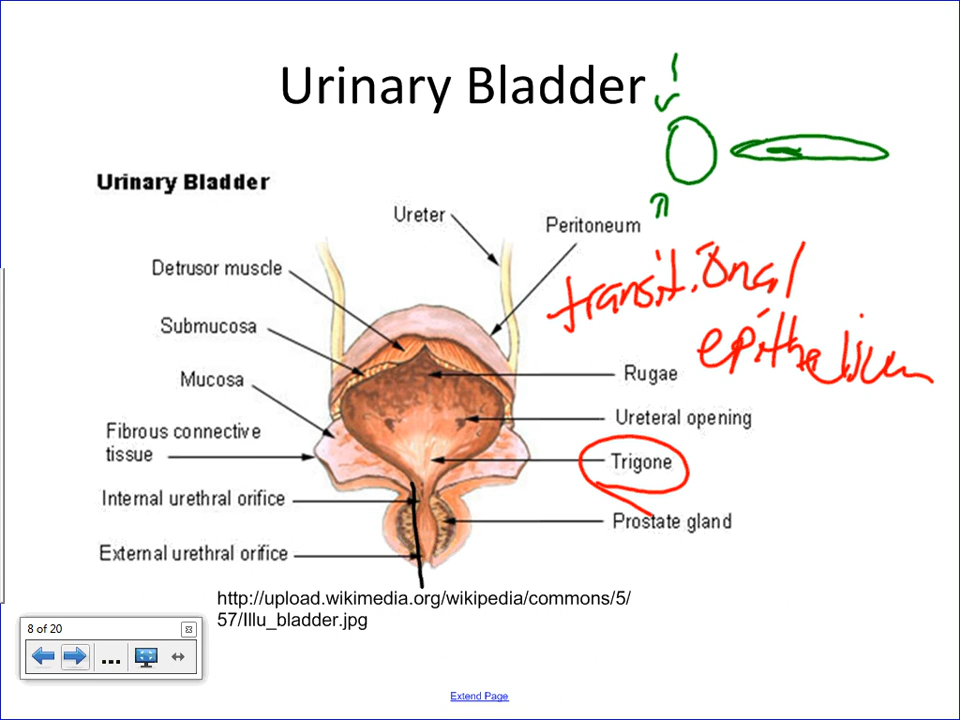 Urinary Bladder
Urinary Bladder
Ureter
Peritoneum
Detrusor muscle
transitional
Submucosa
epithelium
Mucosa
Rugae
Ureteral opening
Fibrous connective
tissue
Trigone
Internal urethral orifice
Prostate gland
External urethral orifice
http://upload.wikimedia.org/wikipedia/commons/5/
57/Illu_bladder.jpg
8 of 20
...
Extend Page